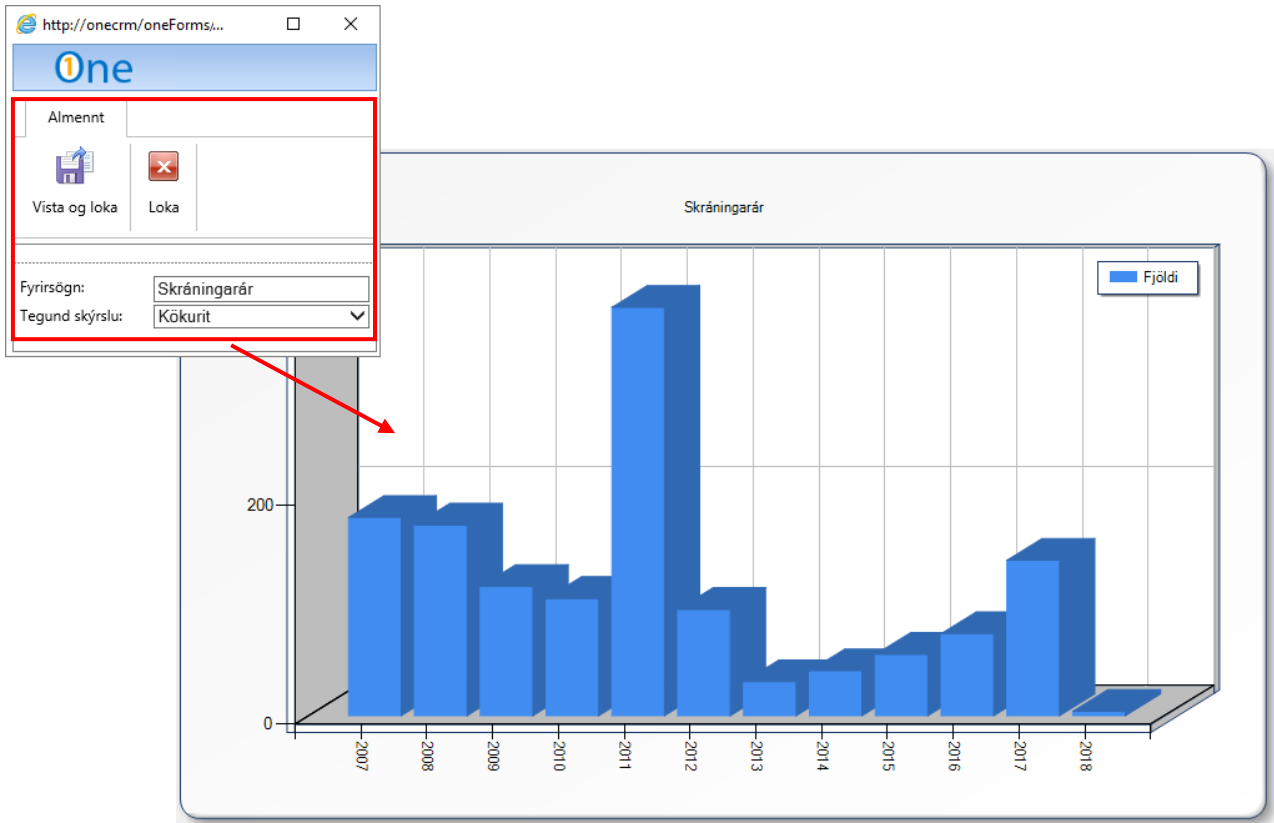 http://onecrm/oneForms/...
One
Almennt
Vista og loka
Loka
Fyrirsögn:
Skráningarár
Tegund skýrslu:
Kökurit
Skráningarár
Fjöldi
200
0
2007
2008
2009
2010
2011
2012
2013
2014
2015
2016
2017
2018